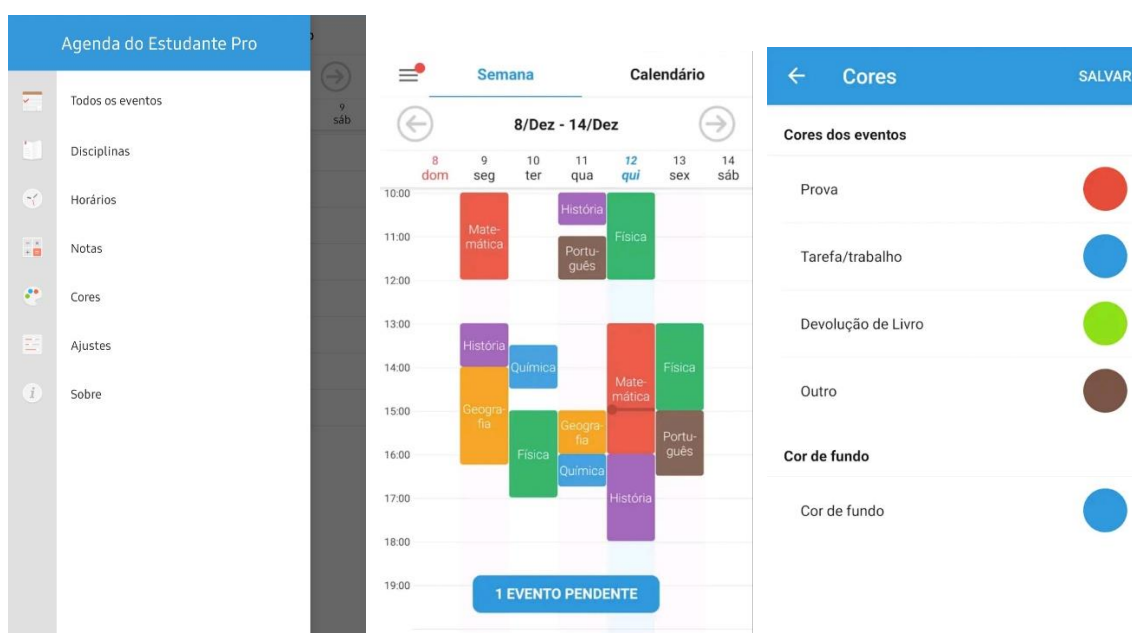 Agenda do Estudante Pro
9
sáb
Todos os eventos
Disciplinas
Horários
Notas
Cores
Ajustes
Sobre
Semana Calendário
8/Dez - 14/Dez
8 9 10 11 12 13 14
dom seg ter qua qui sex sáb
10:00
História
Mate-
mática
Física
11:00
Portu-
guês
12:00
13:00
História
Química
Física
14:00
Mate-
mática
15:00
Geogra-
fia
Geogra-
fia
Portu-
guês
Física
16:00
Química
17:00
História
18:00
19:00
1 EVENTO PENDENTE
Cores SALVAR
Cores dos eventos
Prova
Tarefa/trabalho
Devolução de Livro
Outro
Cor de fundo
Cor de fundo